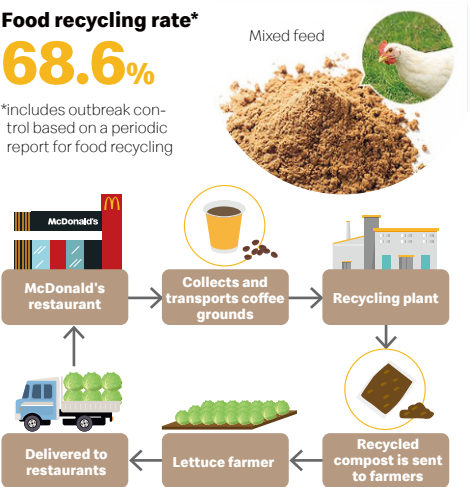 Food recycling rate*
68.6%
*includes outbreak con-
trol based on a periodic
report for food recycling
Mixed feed
McDonald's
McDonald's
restaurant
Collects and
transports coffee
grounds
Recycling plant
Delivered to
restaurants
Lettuce farmer
Recycled
compost is sent
to farmers